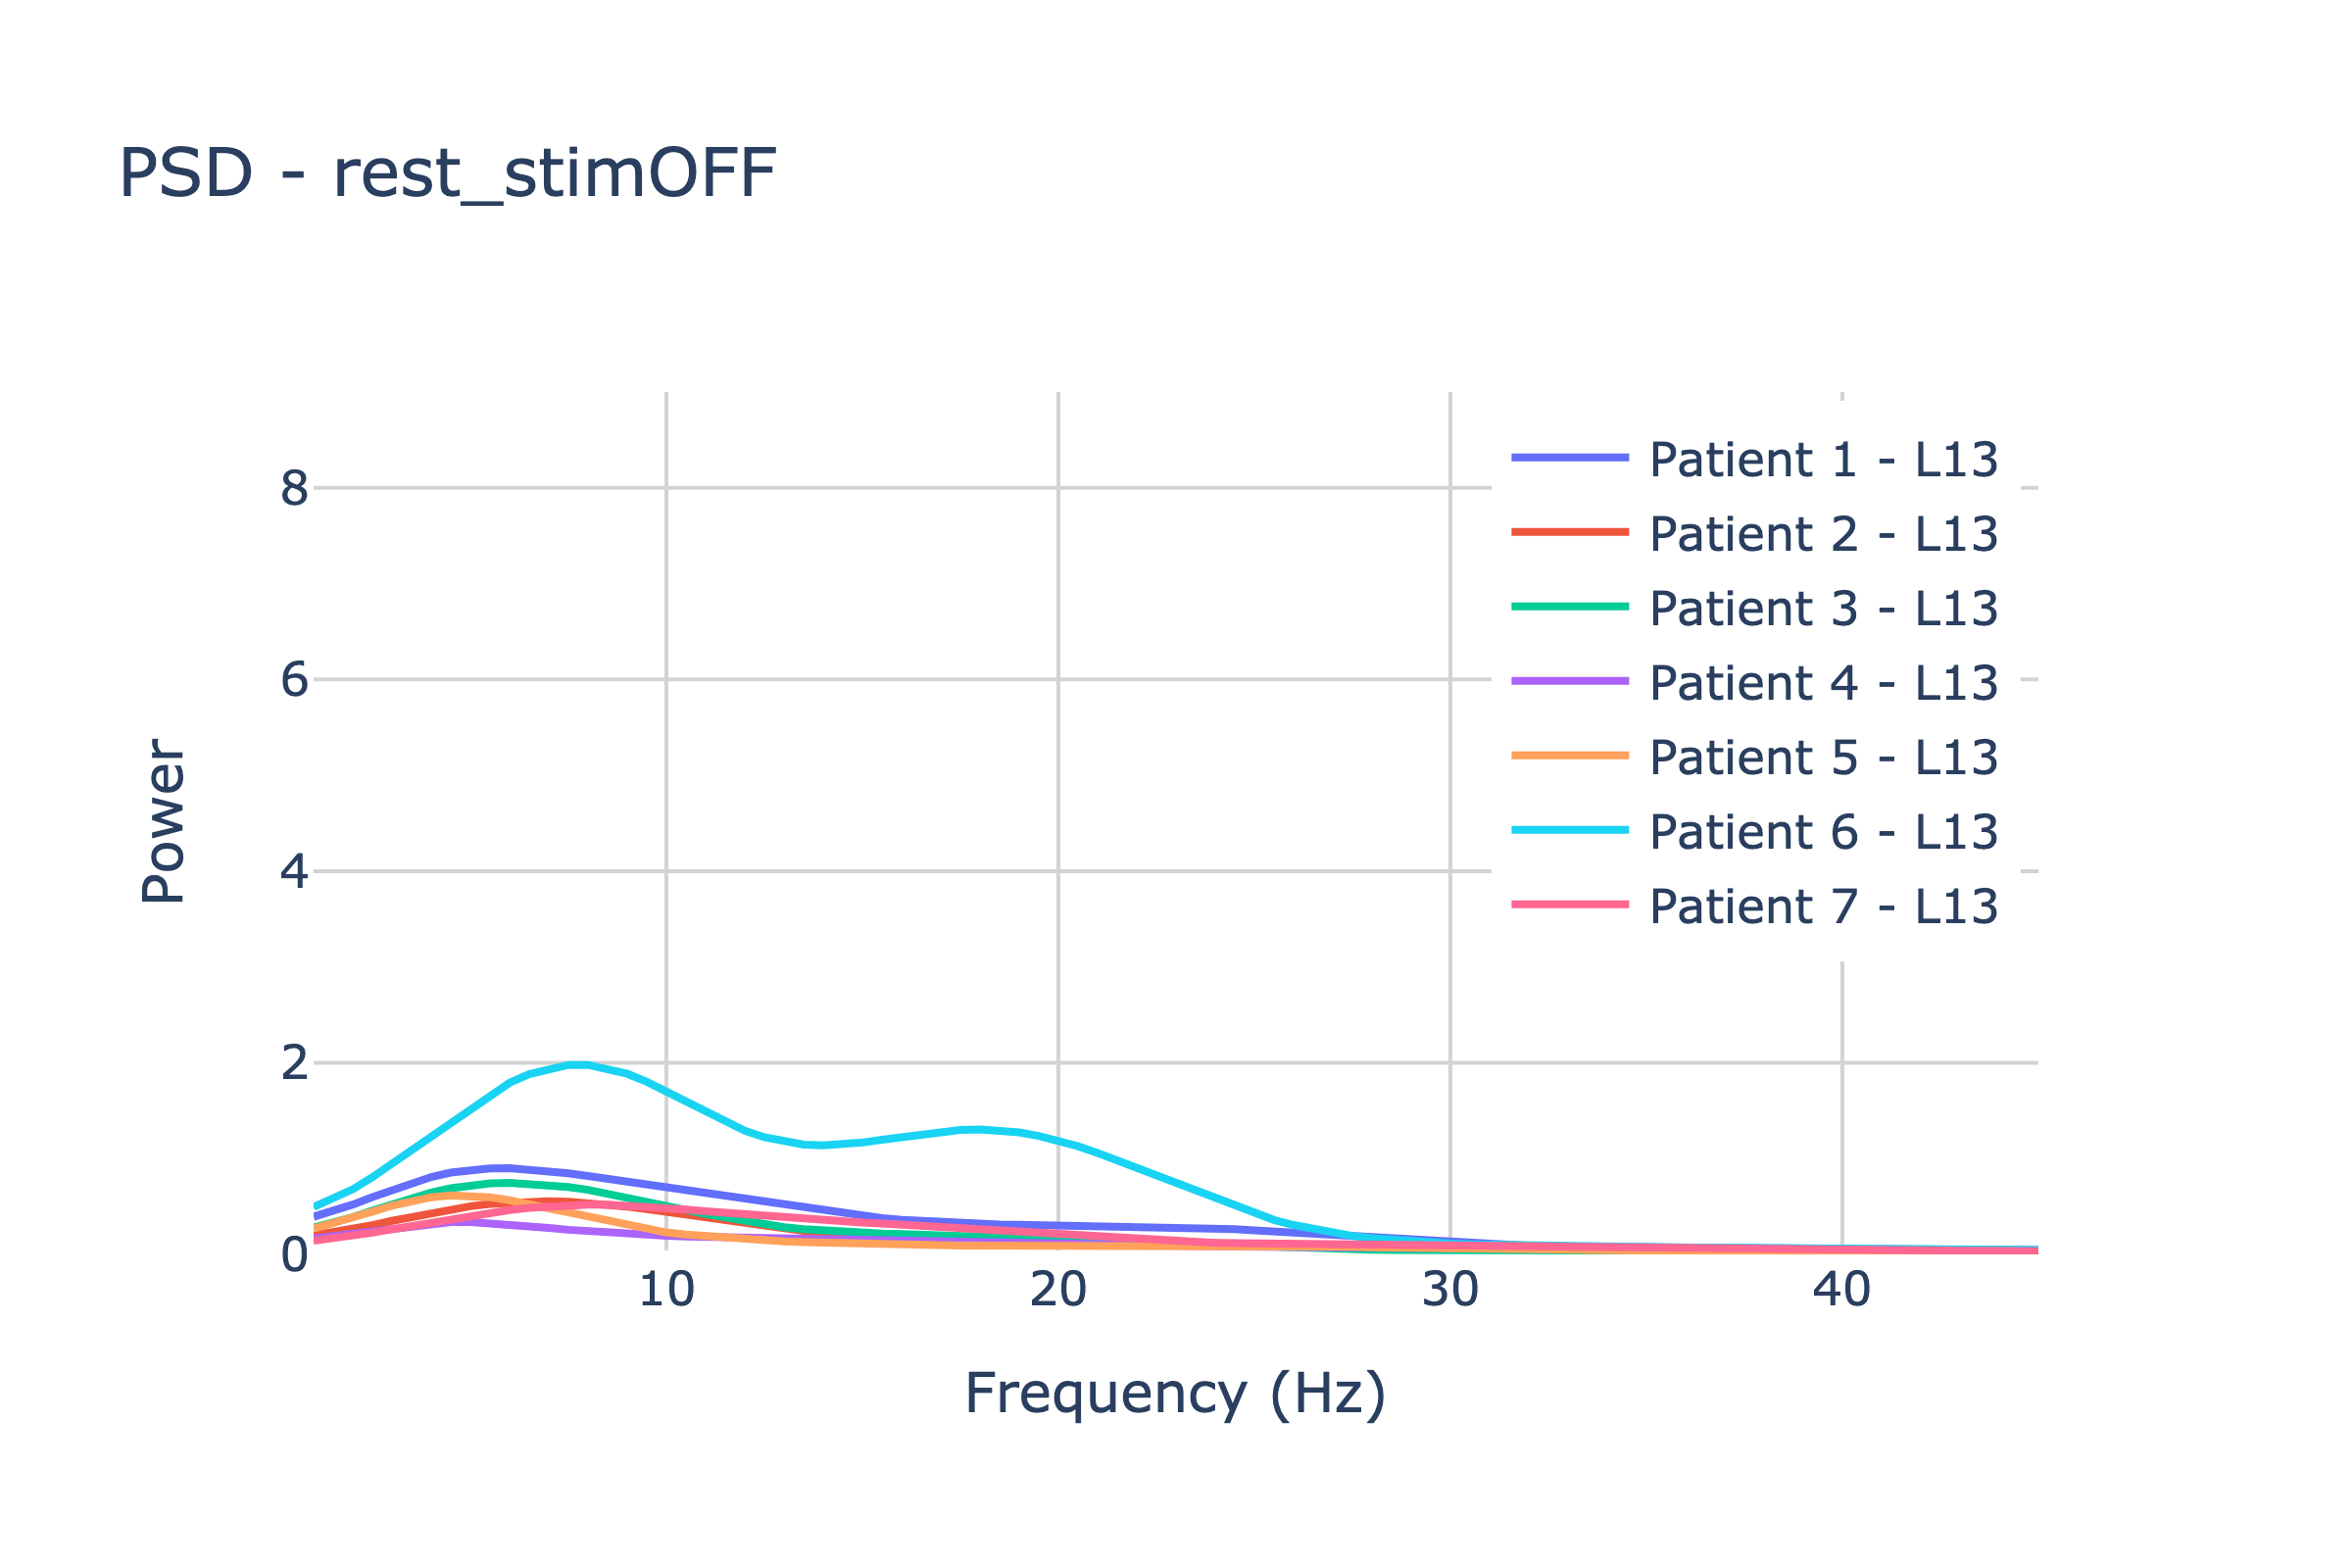 PSD - rest_stimOFF
Patient 1 - L13
Patient 2 - L13
Patient 3 - L13
Patient 4 - L13
Patient 5 - L13
Patient 6 - L13
Patient 7 - L13
Power
8
6
4
2
0
10 20 30 40
Frequency (Hz)